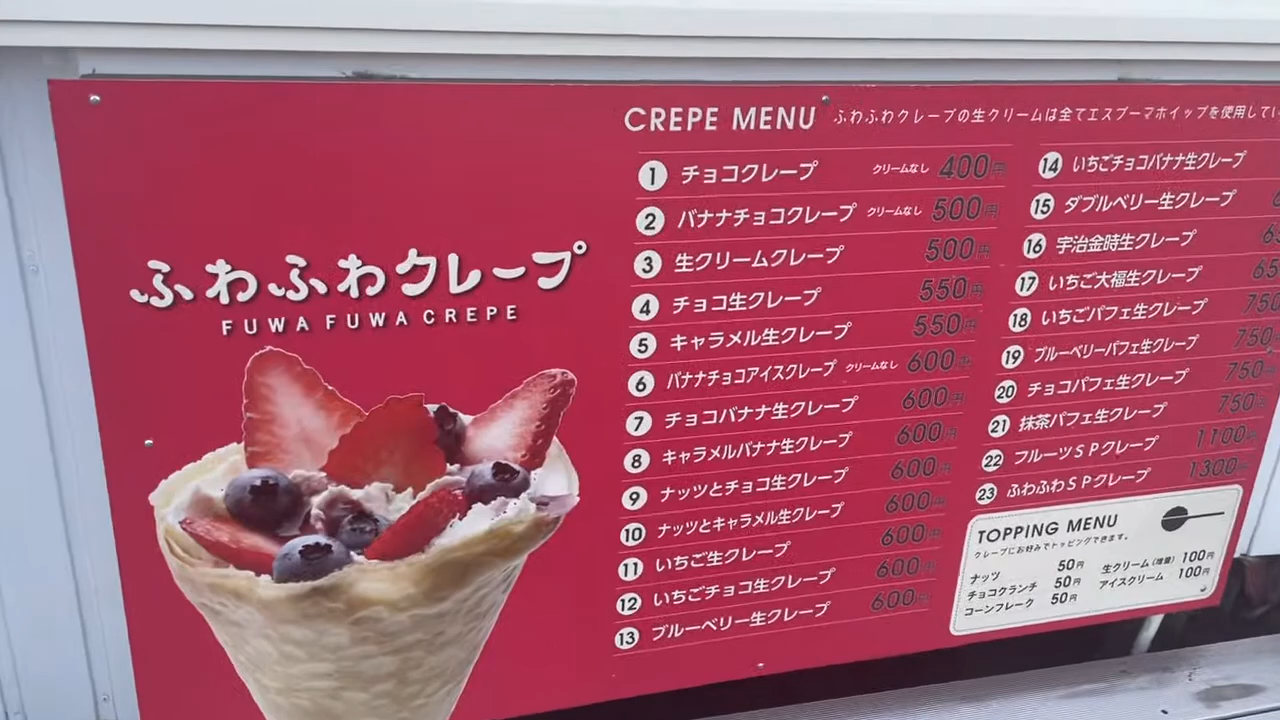 ふわふわクレープ
FUWA FUWA CREPE
CREPE MENU ふわふわクレープの生クリームは全てエスプーマホイップを使用してい
1 チョコクレープ クリームなし 400円
2 バナナチョコクレープ クリームなし 500円
3 生クリームクレープ 500円
4 チョコ生クレープ 550円
5 キャラメル生クレープ 550円
6 バナナチョコアイスクレープ クリームなし 600円
7 チョコバナナ生クレープ 600円
8 キャラメルバナナ生クレープ 600円
9 ナッツとチョコ生クレープ 600円
10 ナッツとキャラメル生クレープ 600円
11 いちご生クレープ 600円
12 いちごチョコ生クレープ 600円
13 ブルーベリー生クレープ 600円
14 いちごチョコバナナ生クレープ
15 ダブルベリー生クレープ
16 宇治金時生クレープ
17 いちご大福生クレープ 650
18 いちごパフェ生クレープ 750
19 ブルーベリーパフェ生クレープ 750
20 チョコパフェ生クレープ 750円
21 抹茶パフェ生クレープ 750円
22 フルーツSPクレープ 1100円
23 ふわふわSPクレープ 1300円
TOPPING MENU
クレープにお好みでトッピングできます。
ナッツ 50円
チョコクランチ 50円
コーンフレーク 50円
生クリーム(増量) 100円
アイスクリーム 100円